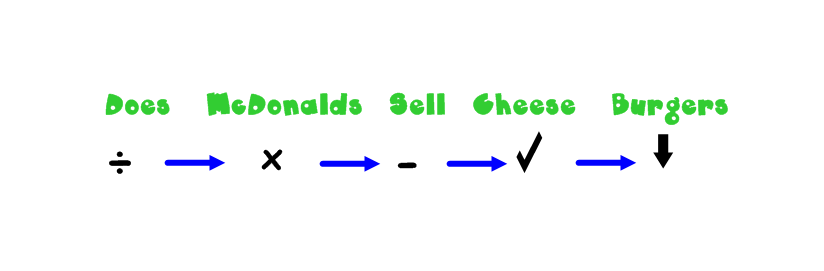 Does McDonalds Sell Cheese Burgers
÷ → × → - → ✓ → ⬇